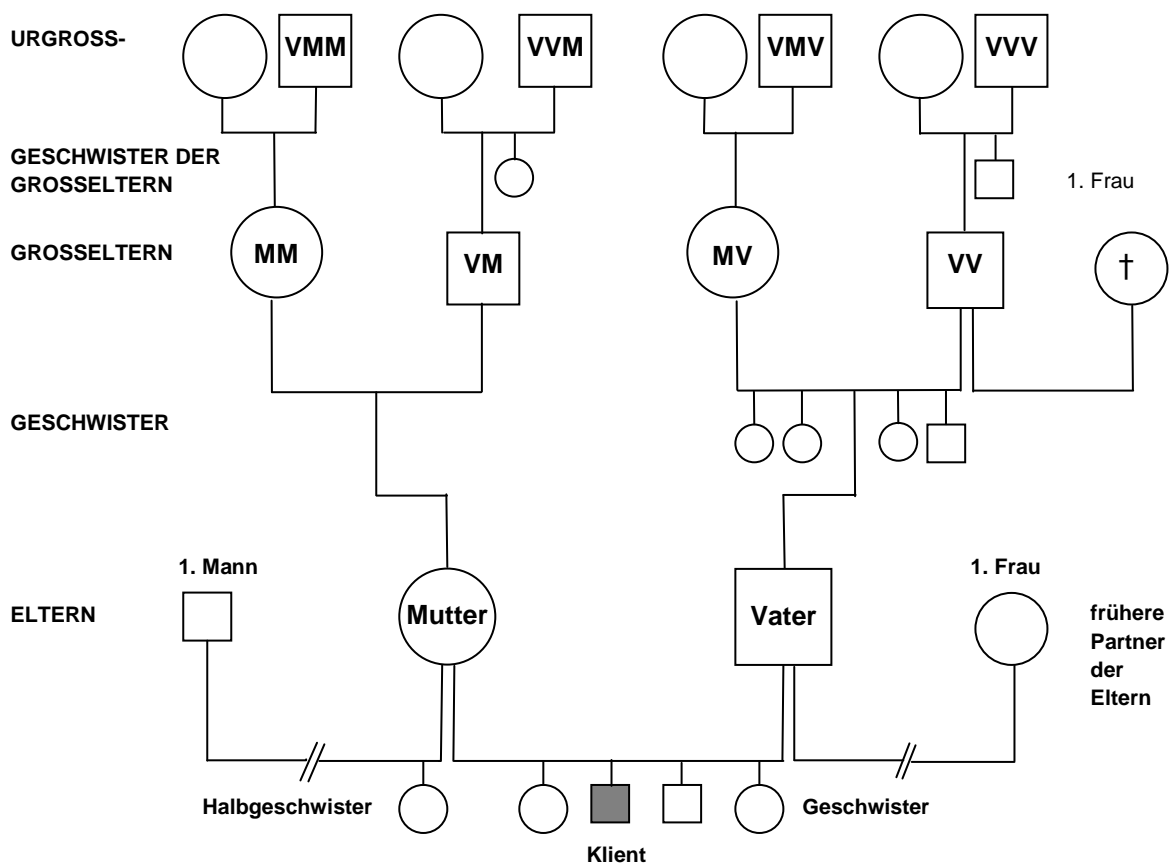 URGROSS-
VMM
VVM
VMV
VVV
GESCHWISTER DER
GROSSELTERN
1. Frau
GROSSELTERN
MM
VM
MV
VV
†
GESCHWISTER
1. Mann
1. Frau
ELTERN
Mutter
Vater
frühere
Partner
der
Eltern
Halbgeschwister
Geschwister
Klient